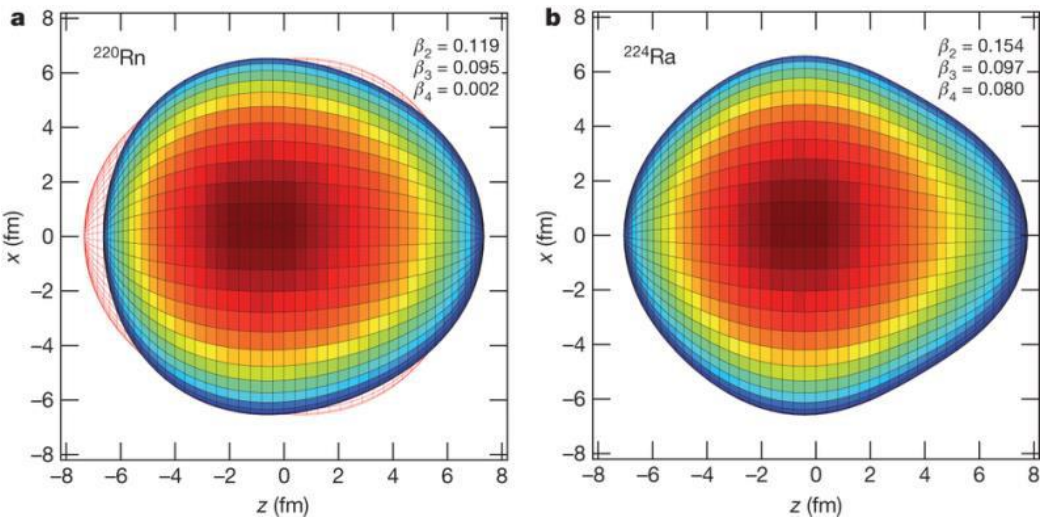 a
²²⁰Rn
β₂ = 0.119
β₃ = 0.095
β₄ = 0.002
8
6
4
2
0
−2
−4
−6
−8
x (fm)
−8 −6 −4 −2 0 2 4 6 8
z (fm)
b
²²⁴Ra
β₂ = 0.154
β₃ = 0.097
β₄ = 0.080
8
6
4
2
0
−2
−4
−6
−8
x (fm)
−8 −6 −4 −2 0 2 4 6 8
z (fm)